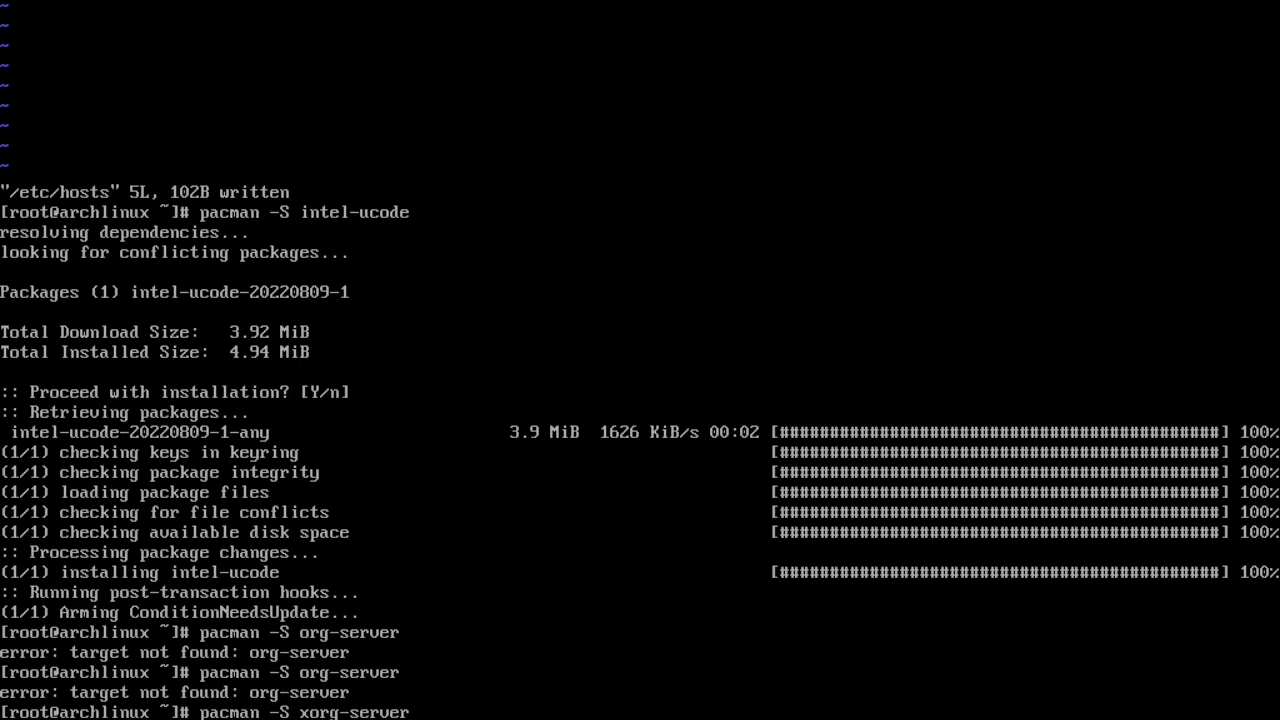 ~
~
~
~
~
~
~
~
~
"/etc/hosts" 5L, 102B written
[root@archlinux ~]# pacman -S intel-ucode
resolving dependencies...
looking for conflicting packages...
Packages (1) intel-ucode-20220809-1
Total Download Size:   3.92 MiB
Total Installed Size:  4.94 MiB
:: Proceed with installation? [Y/n]
:: Retrieving packages...
 intel-ucode-20220809-1-any                        3.9 MiB  1626 KiB/s 00:02 [############################################] 100%
(1/1) checking keys in keyring                                               [############################################] 100%
(1/1) checking package integrity                                             [############################################] 100%
(1/1) loading package files                                                  [############################################] 100%
(1/1) checking for file conflicts                                            [############################################] 100%
(1/1) checking available disk space                                          [############################################] 100%
:: Processing package changes...
(1/1) installing intel-ucode                                                 [############################################] 100%
:: Running post-transaction hooks...
(1/1) Arming ConditionNeedsUpdate...
[root@archlinux ~]# pacman -S org-server
error: target not found: org-server
[root@archlinux ~]# pacman -S org-server
error: target not found: org-server
[root@archlinux ~]# pacman -S xorg-server